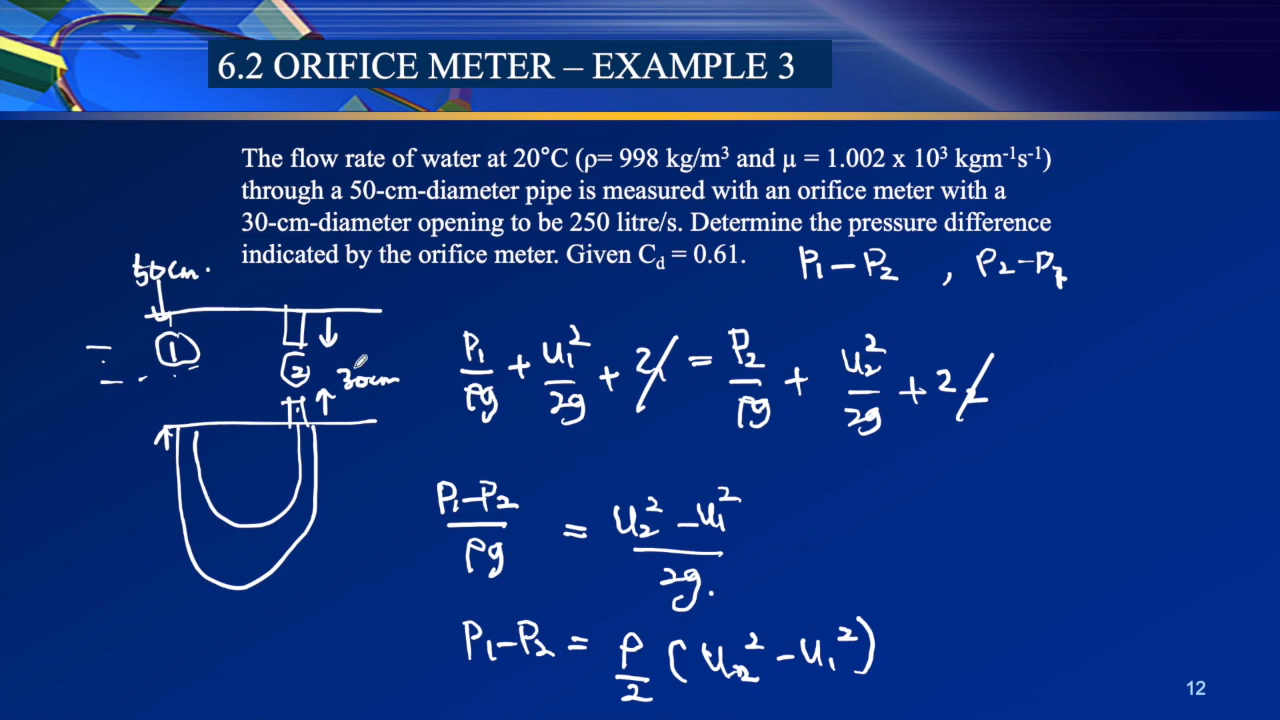 6.2 ORIFICE METER – EXAMPLE 3
The flow rate of water at 20°C (ρ= 998 kg/m³ and μ = 1.002 x 10³ kgm⁻¹s⁻¹)
through a 50-cm-diameter pipe is measured with an orifice meter with a
30-cm-diameter opening to be 250 litre/s. Determine the pressure difference
indicated by the orifice meter. Given C_d = 0.61.
P₁-P₂ ,
50cm.
①
②
30cm
P₁/ρg + u₁²/2g + z₁ = P₂/ρg + u₂²/2g + z₂
(P₁-P₂)/ρg = (u₂² - u₁²)/2g.
P₁-P₂ = ρ/2 (u₂² - u₁²)
12